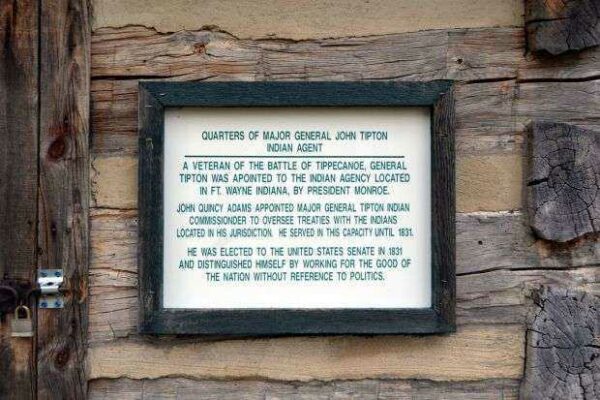 QUARTERS OF MAJOR GENERAL JOHN TIPTON
INDIAN AGENT
A VETERAN OF THE BATTLE OF TIPPECANOE, GENERAL
TIPTON WAS APOINTED TO THE INDIAN AGENCY LOCATED
IN FT. WAYNE INDIANA, BY PRESIDENT MONROE.
JOHN QUINCY ADAMS APPOINTED MAJOR GENERAL TIPTON INDIAN
COMMISSIONDER TO OVERSEE TREATIES WITH THE INDIANS
LOCATED IN HIS JURISDICTION. HE SERVED IN THIS CAPACITY UNTIL 1831.
HE WAS ELECTED TO THE UNITED STATES SENATE IN 1831
AND DISTINGUISHED HIMSELF BY WORKING FOR THE GOOD OF
THE NATION WITHOUT REFERENCE TO POLITICS.